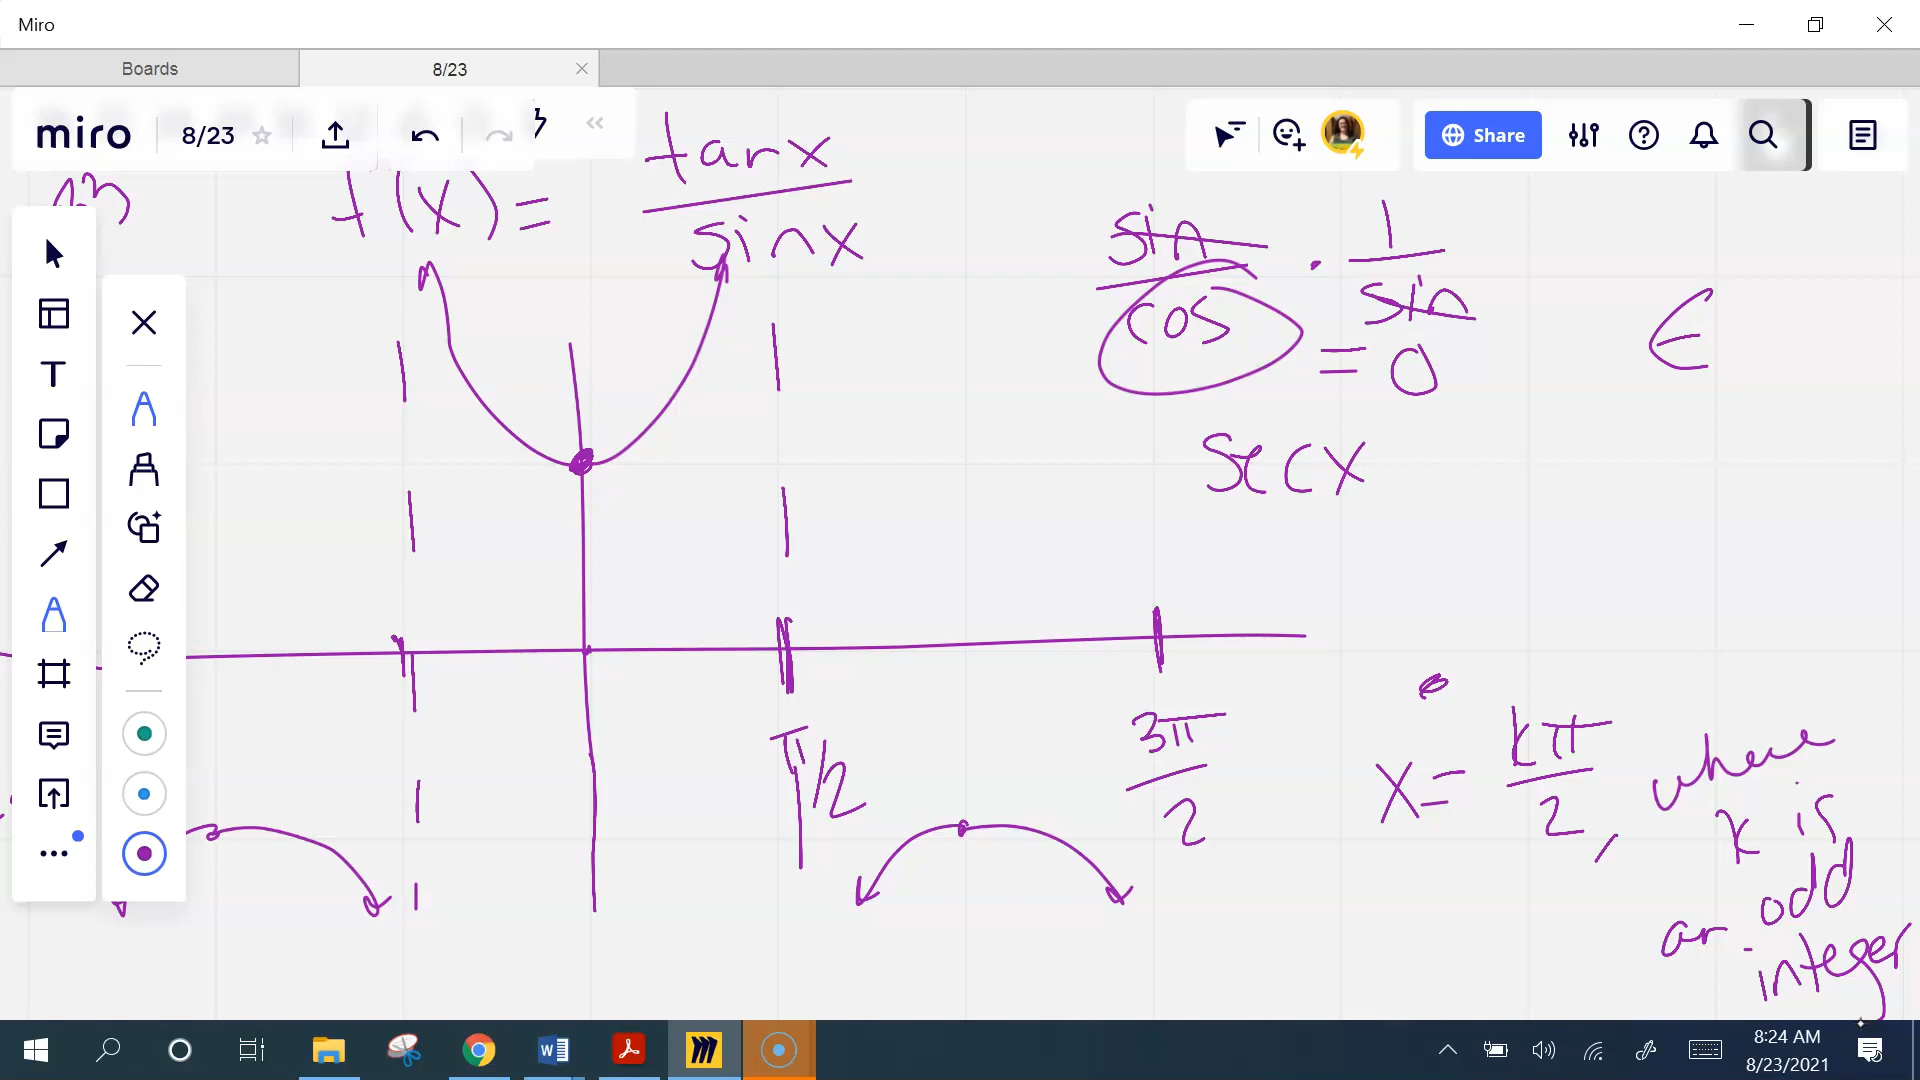 Miro
Boards
8/23
miro
8/23
Share
f(x) = tanx / sinx
sin / cos · 1 / sin
= 0
∈
secx
π/2
3π / 2
x = kπ / 2, where
k is
an odd
integer
8:24 AM
8/23/2021